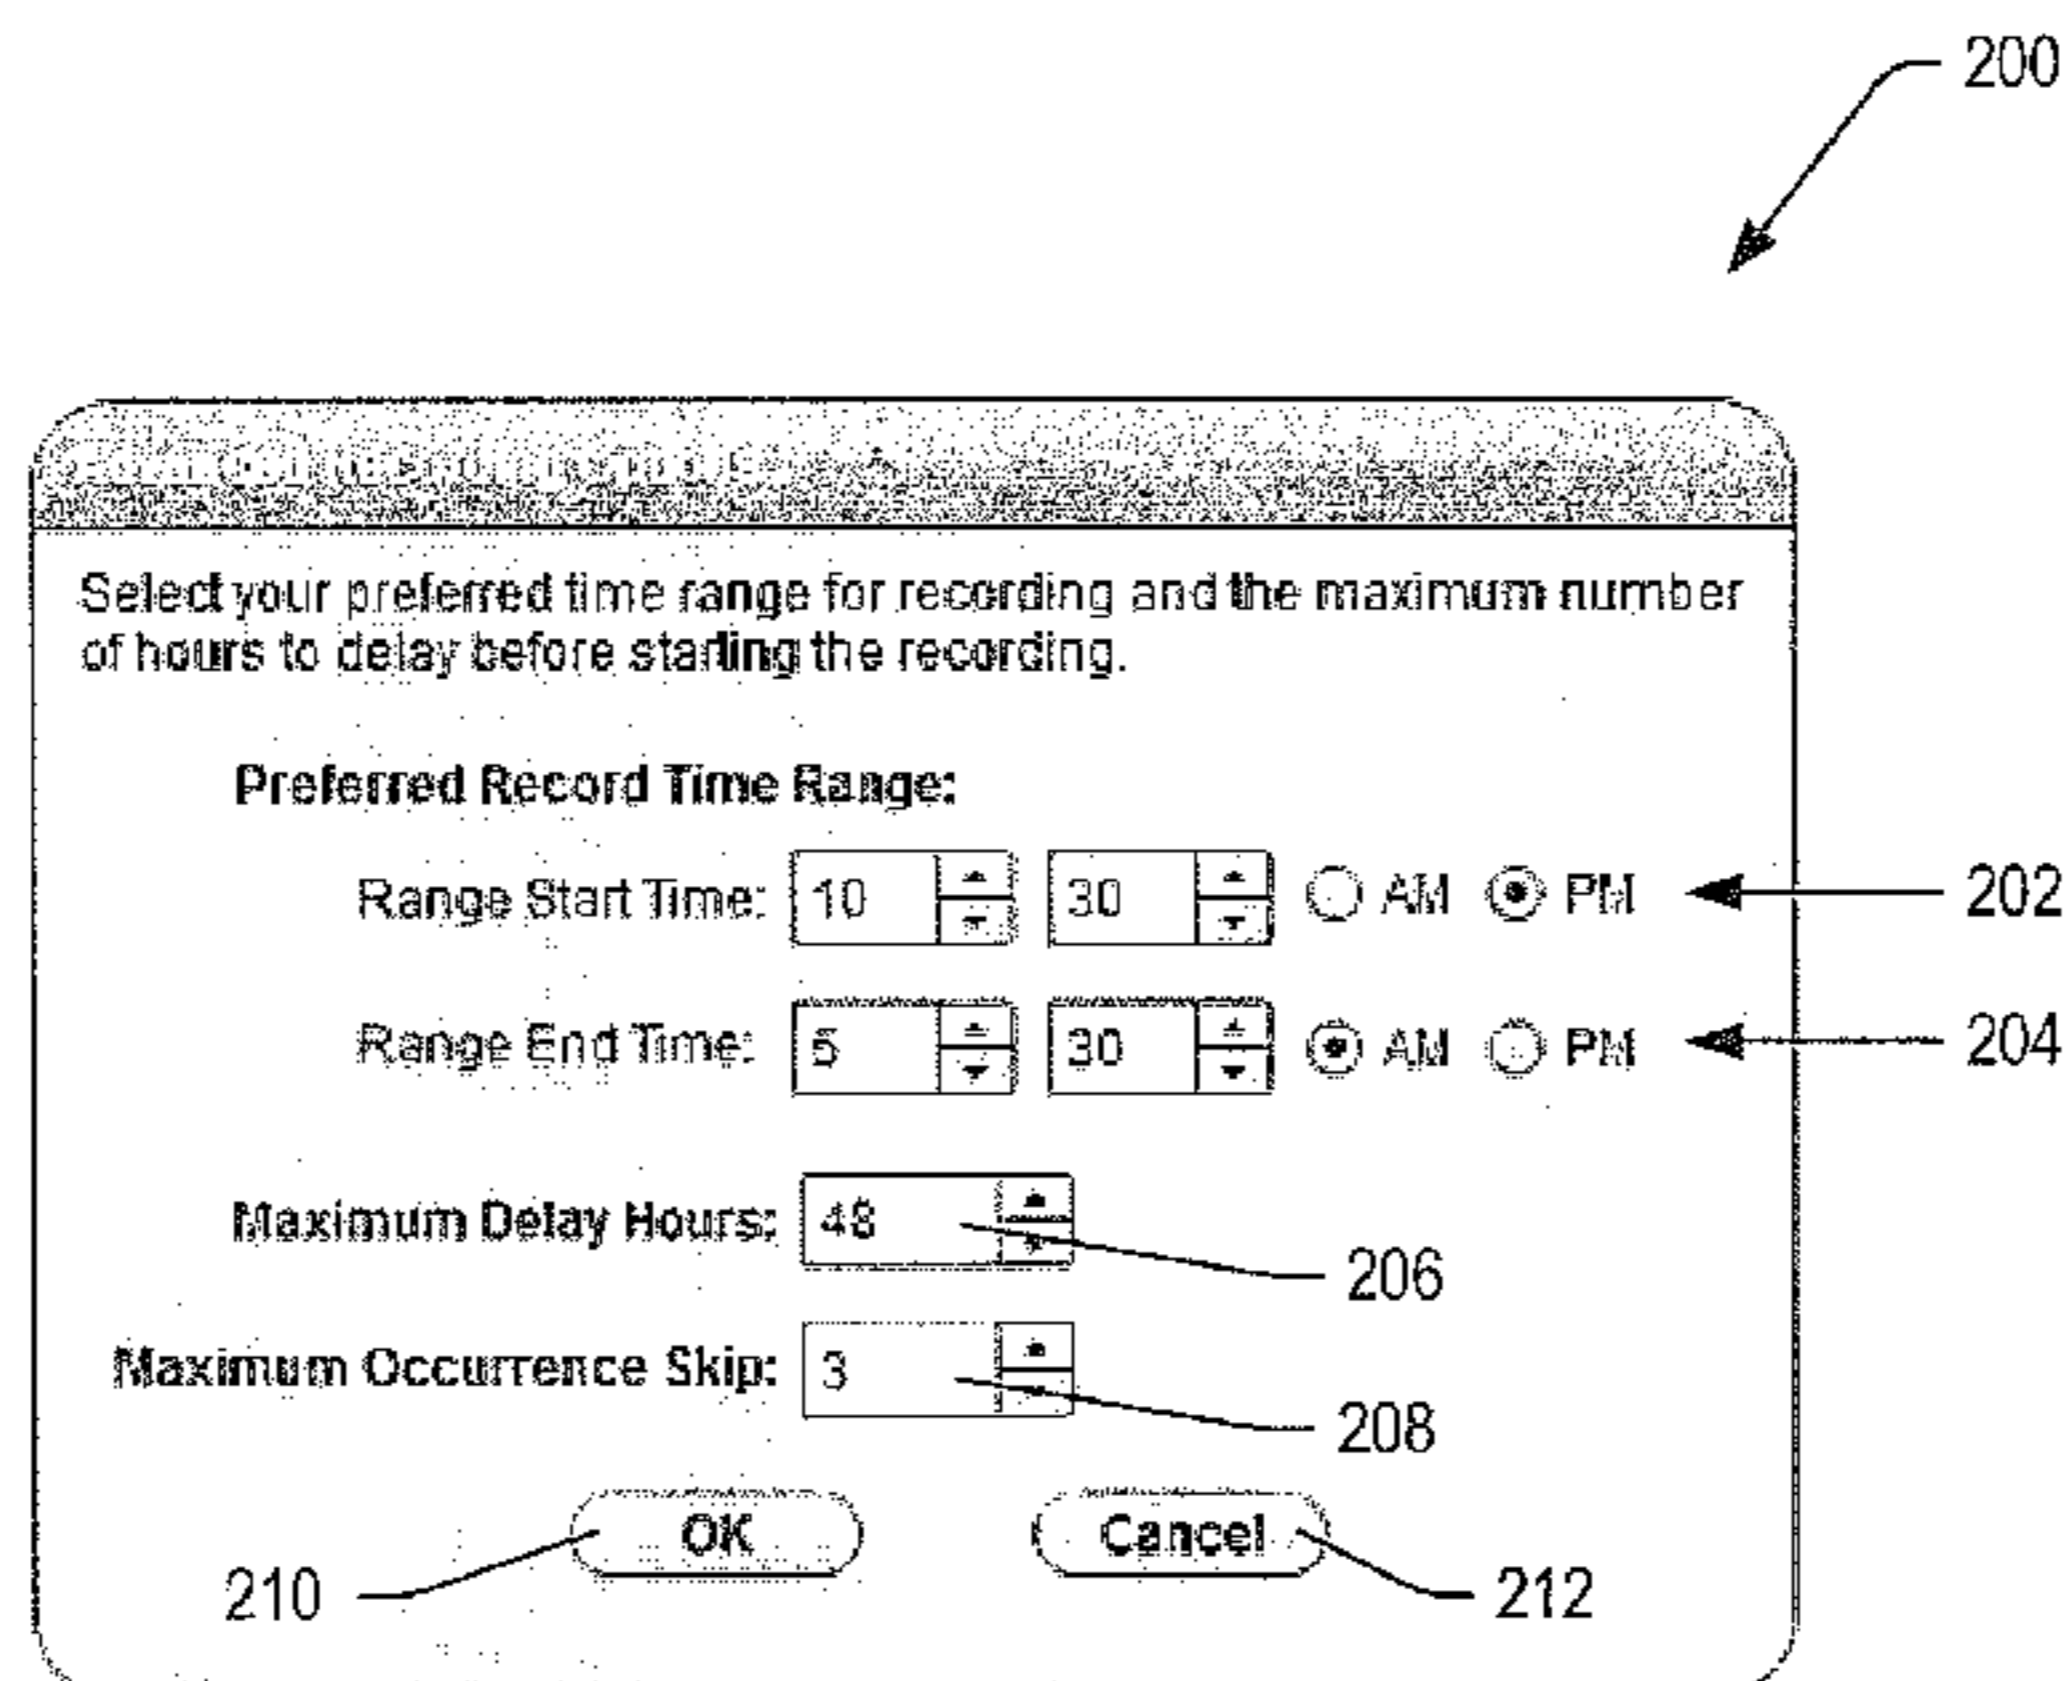 200
Select your preferred time range for recording and the maximum number
of hours to delay before starting the recording.
Preferred Record Time Range:
Range Start Time: 10 30 AM PM 202
Range End Time: 5 30 AM PM 204
Maximum Delay Hours: 48
206
Maximum Occurrence Skip: 3
208
OK Cancel
210 212